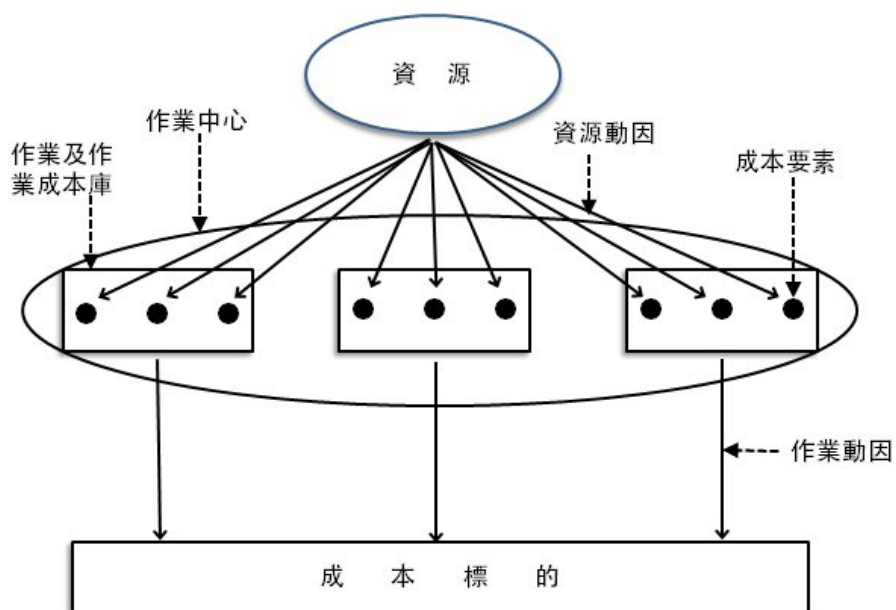 資 源
作業中心
資源動因
作業及作
業成本庫
成本要素
作業動因
成 本 標 的